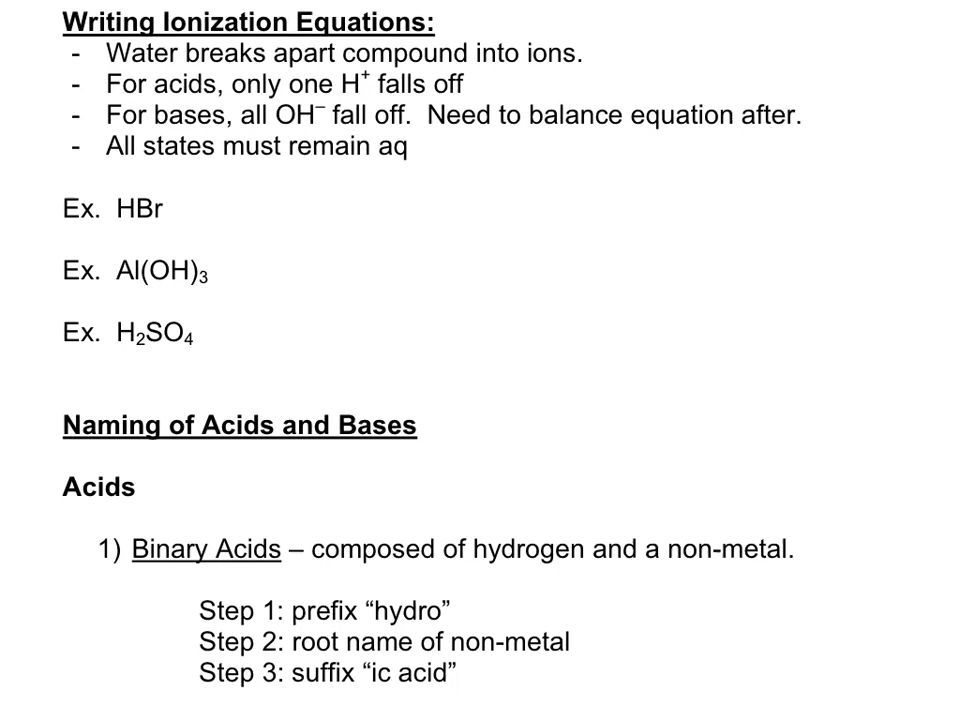 Writing Ionization Equations:
- Water breaks apart compound into ions.
- For acids, only one H⁺ falls off
- For bases, all OH⁻ fall off.  Need to balance equation after.
- All states must remain aq
Ex.  HBr
Ex.  Al(OH)₃
Ex.  H₂SO₄
Naming of Acids and Bases
Acids
1) Binary Acids – composed of hydrogen and a non-metal.
Step 1: prefix “hydro”
Step 2: root name of non-metal
Step 3: suffix “ic acid”